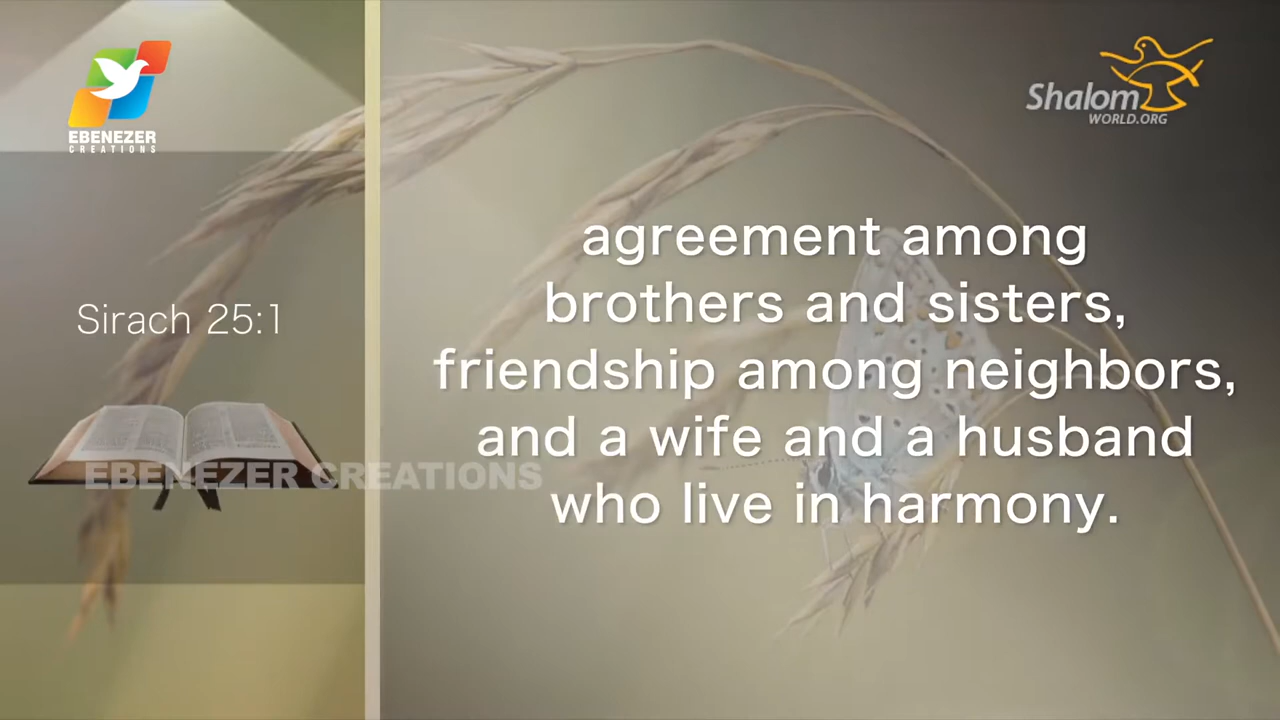 EBENEZER
CREATIONS
Shalom
WORLD.ORG
Sirach 25:1
agreement among
brothers and sisters,
friendship among neighbors,
and a wife and a husband
who live in harmony.
EBENEZER CREATIONS